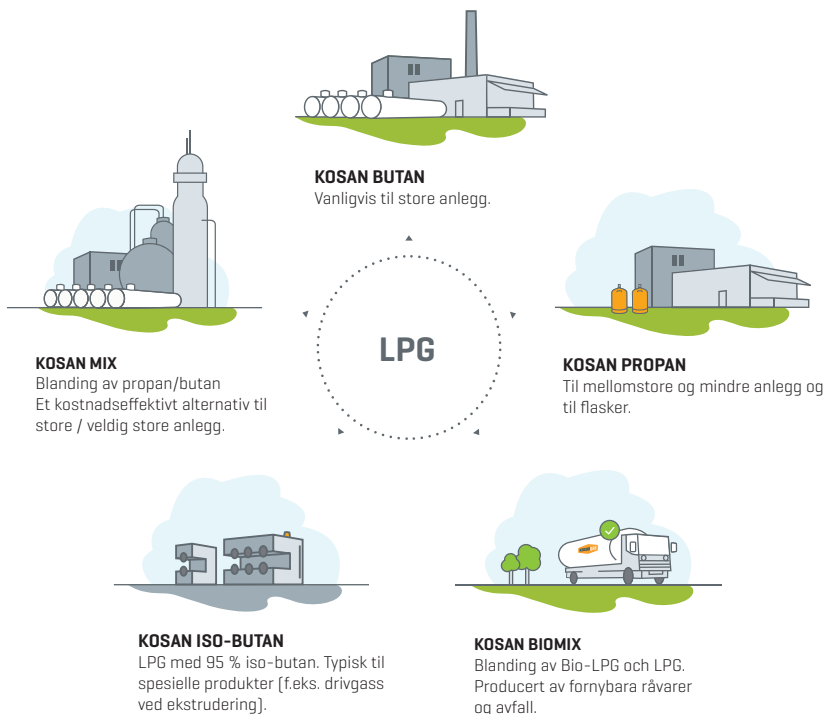 KOSAN BUTAN
Vanligvis til store anlegg.
LPG
KOSAN MIX
Blanding av propan/butan
Et kostnadseffektivt alternativ til
store / veldig store anlegg.
KOSAN PROPAN
Til mellomstore og mindre anlegg og
til flasker.
KOSAN ISO-BUTAN
LPG med 95 % iso-butan. Typisk til
spesielle produkter (f.eks. drivgass
ved ekstrudering).
KOSAN BIOMIX
Blanding av Bio-LPG och LPG.
Producert av fornybara råvarer
og avfall.